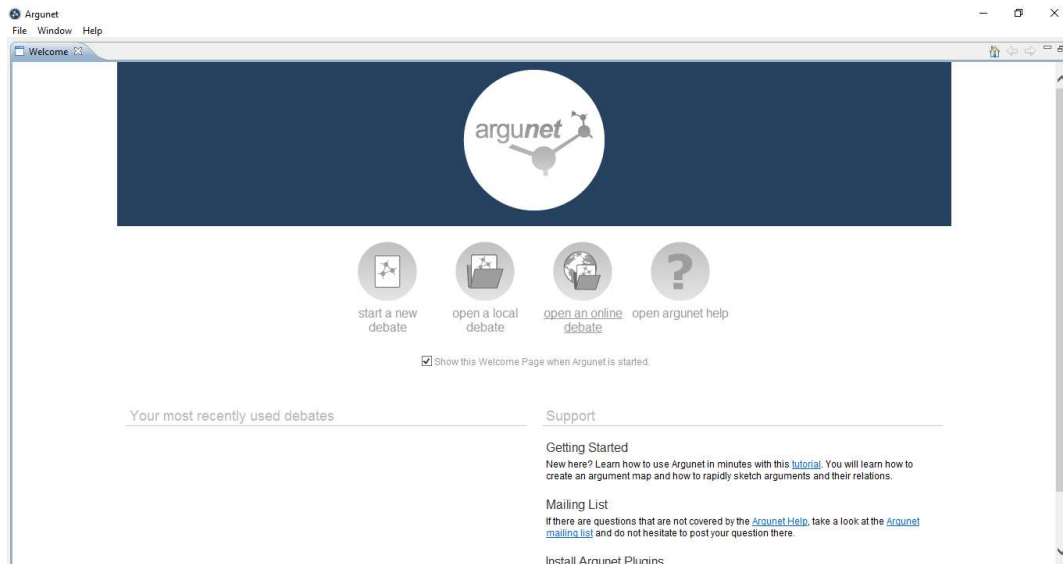 Argunet
File Window Help
Welcome
argunet
start a new
debate
open a local
debate
open an online
debate
open argunet help
Show this Welcome Page when Argunet is started.
Your most recently used debates
Support
Getting Started
New here? Learn how to use Argunet in minutes with this tutorial. You will learn how to
create an argument map and how to rapidly sketch arguments and their relations.
Mailing List
If there are questions that are not covered by the Argunet Help, take a look at the Argunet
mailing list and do not hesitate to post your question there.
Install Argunet Plugins